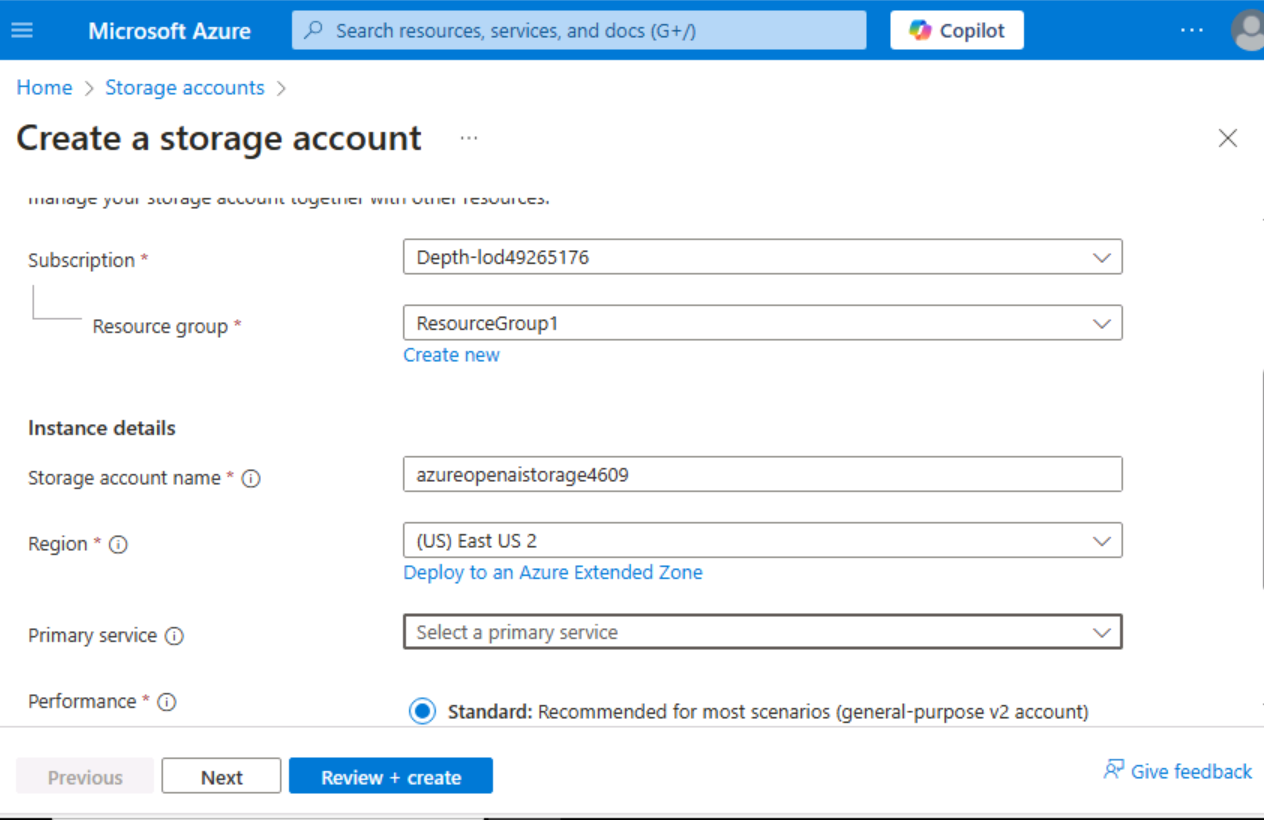 Microsoft Azure
Search resources, services, and docs (G+/)
Copilot
...
Home > Storage accounts >
Create a storage account ...
manage your storage account together with other resources.
Subscription *
Depth-lod49265176
Resource group *
ResourceGroup1
Create new
Instance details
Storage account name *
azureopenaistorage4609
Region *
(US) East US 2
Deploy to an Azure Extended Zone
Primary service
Select a primary service
Performance *
Standard: Recommended for most scenarios (general-purpose v2 account)
Previous
Next
Review + create
Give feedback